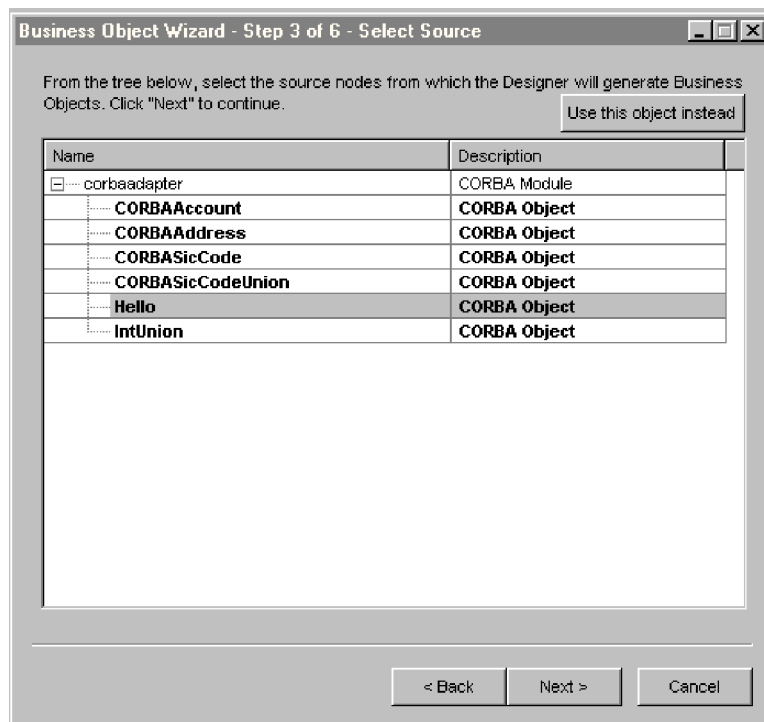 Business Object Wizard - Step 3 of 6 - Select Source
From the tree below, select the source nodes from which the Designer will generate Business
Objects. Click "Next" to continue.
Use this object instead
Name Description
corbaadapter CORBA Module
CORBAAccount CORBA Object
CORBAAddress CORBA Object
CORBASicCode CORBA Object
CORBASicCodeUnion CORBA Object
Hello CORBA Object
IntUnion CORBA Object
< Back Next > Cancel